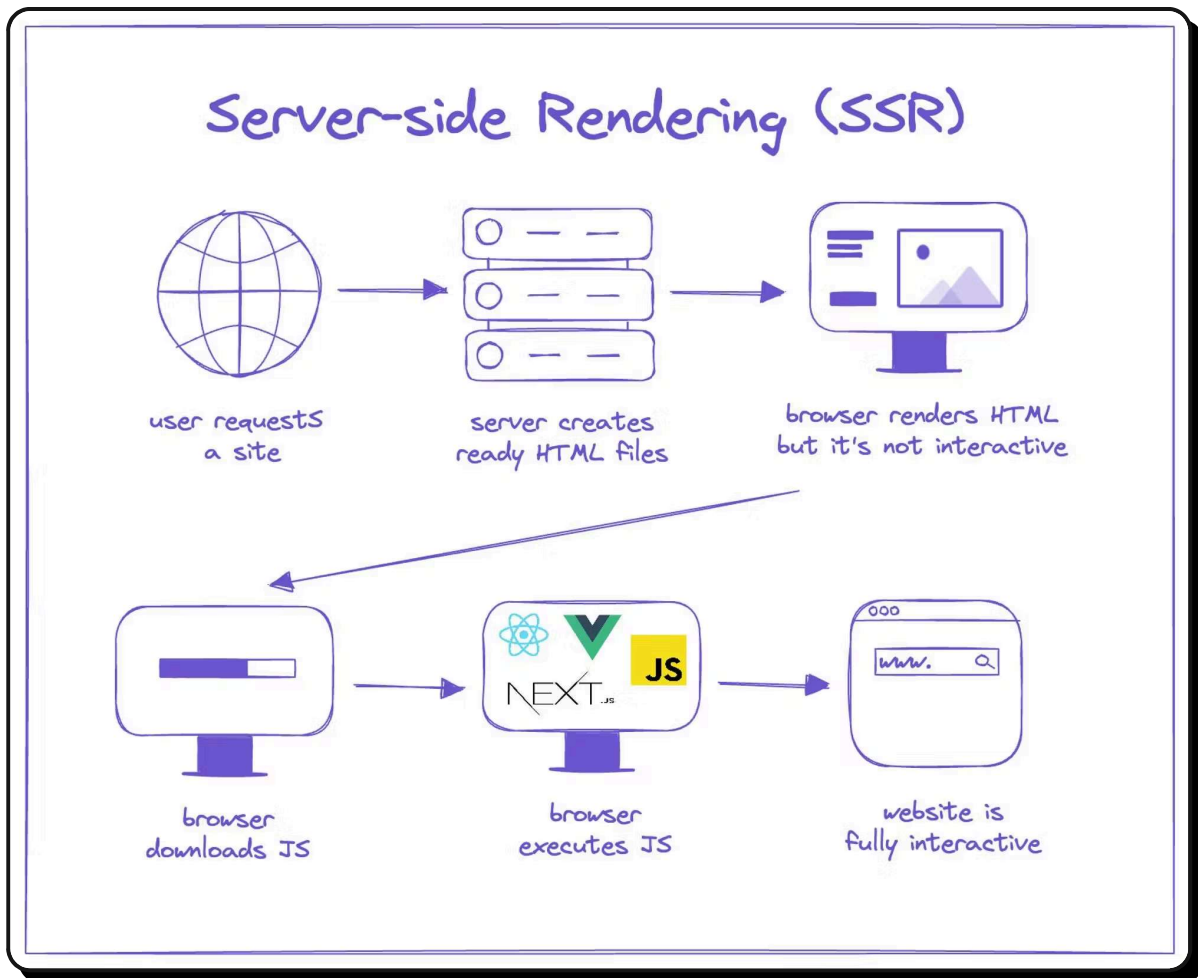 Server-side Rendering (SSR)
user requests
a site
server creates
ready HTML files
browser renders HTML
but it's not interactive
JS
NEXT.JS
www.
browser
downloads JS
browser
executes JS
website is
fully interactive